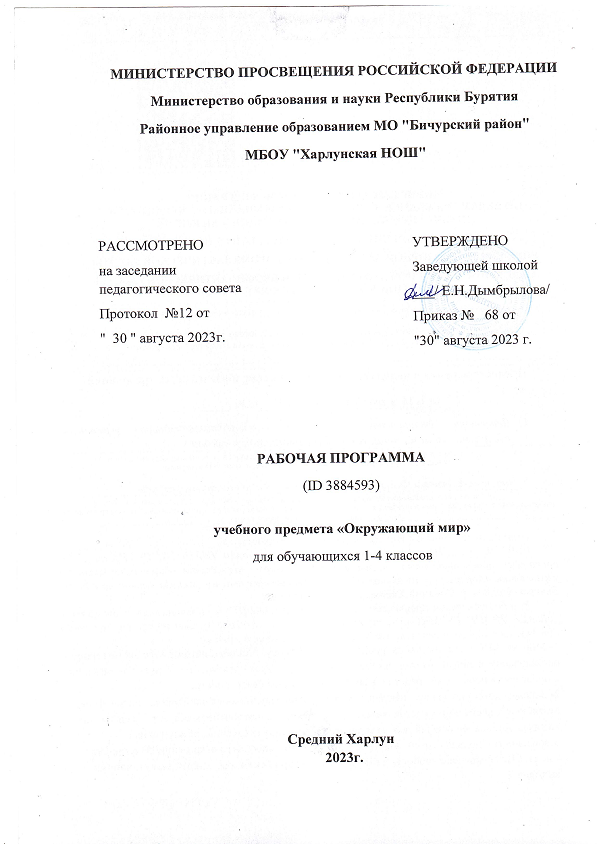 МИНИСТЕРСТВО ПРОСВЕЩЕНИЯ РОССИЙСКОЙ ФЕДЕРАЦИИ
Министерство образования и науки Республики Бурятия
Районное управление образованием МО "Бичурский район"
МБОУ "Харлунская НОШ"
РАССМОТРЕНО
на заседании
педагогического совета
Протокол №12 от
" 30 " августа 2023г.
УТВЕРЖДЕНО
Заведующей школой
Е.Н.Дымбрылова/
Приказ № 68 от
"30" августа 2023 г.
РАБОЧАЯ ПРОГРАММА
(ID 3884593)
учебного предмета «Окружающий мир»
для обучающихся 1-4 классов
Средний Харлун
2023г.